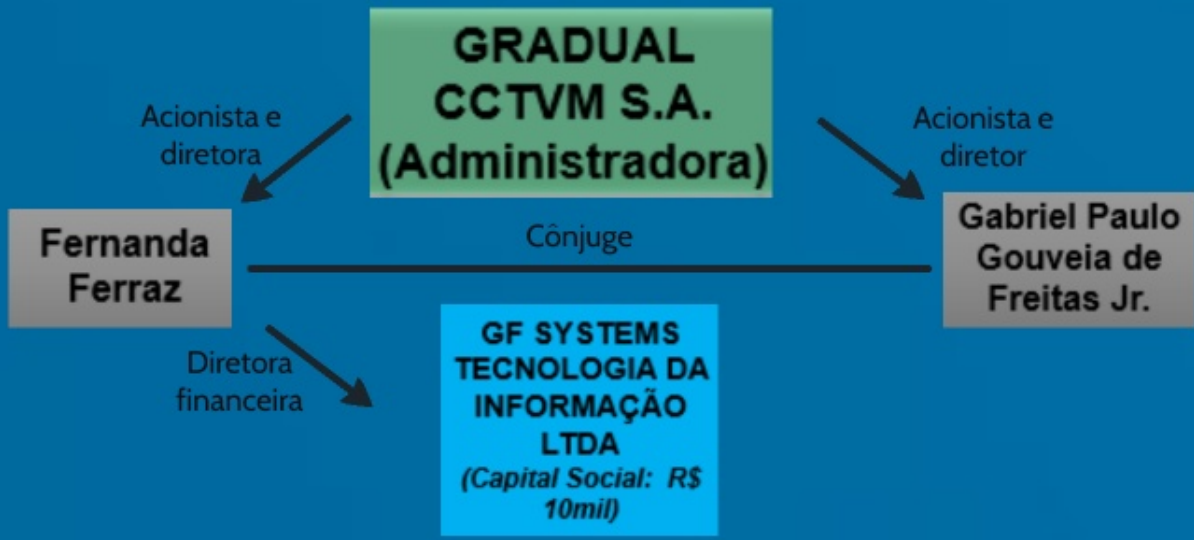 GRADUAL
CCTVM S.A.
(Administradora)
Acionista e
diretora
Acionista e
diretor
Fernanda
Ferraz
Cônjuge
Gabriel Paulo
Gouveia de
Freitas Jr.
Diretora
financeira
GF SYSTEMS
TECNOLOGIA DA
INFORMAÇÃO
LTDA
(Capital Social: R$
10mil)